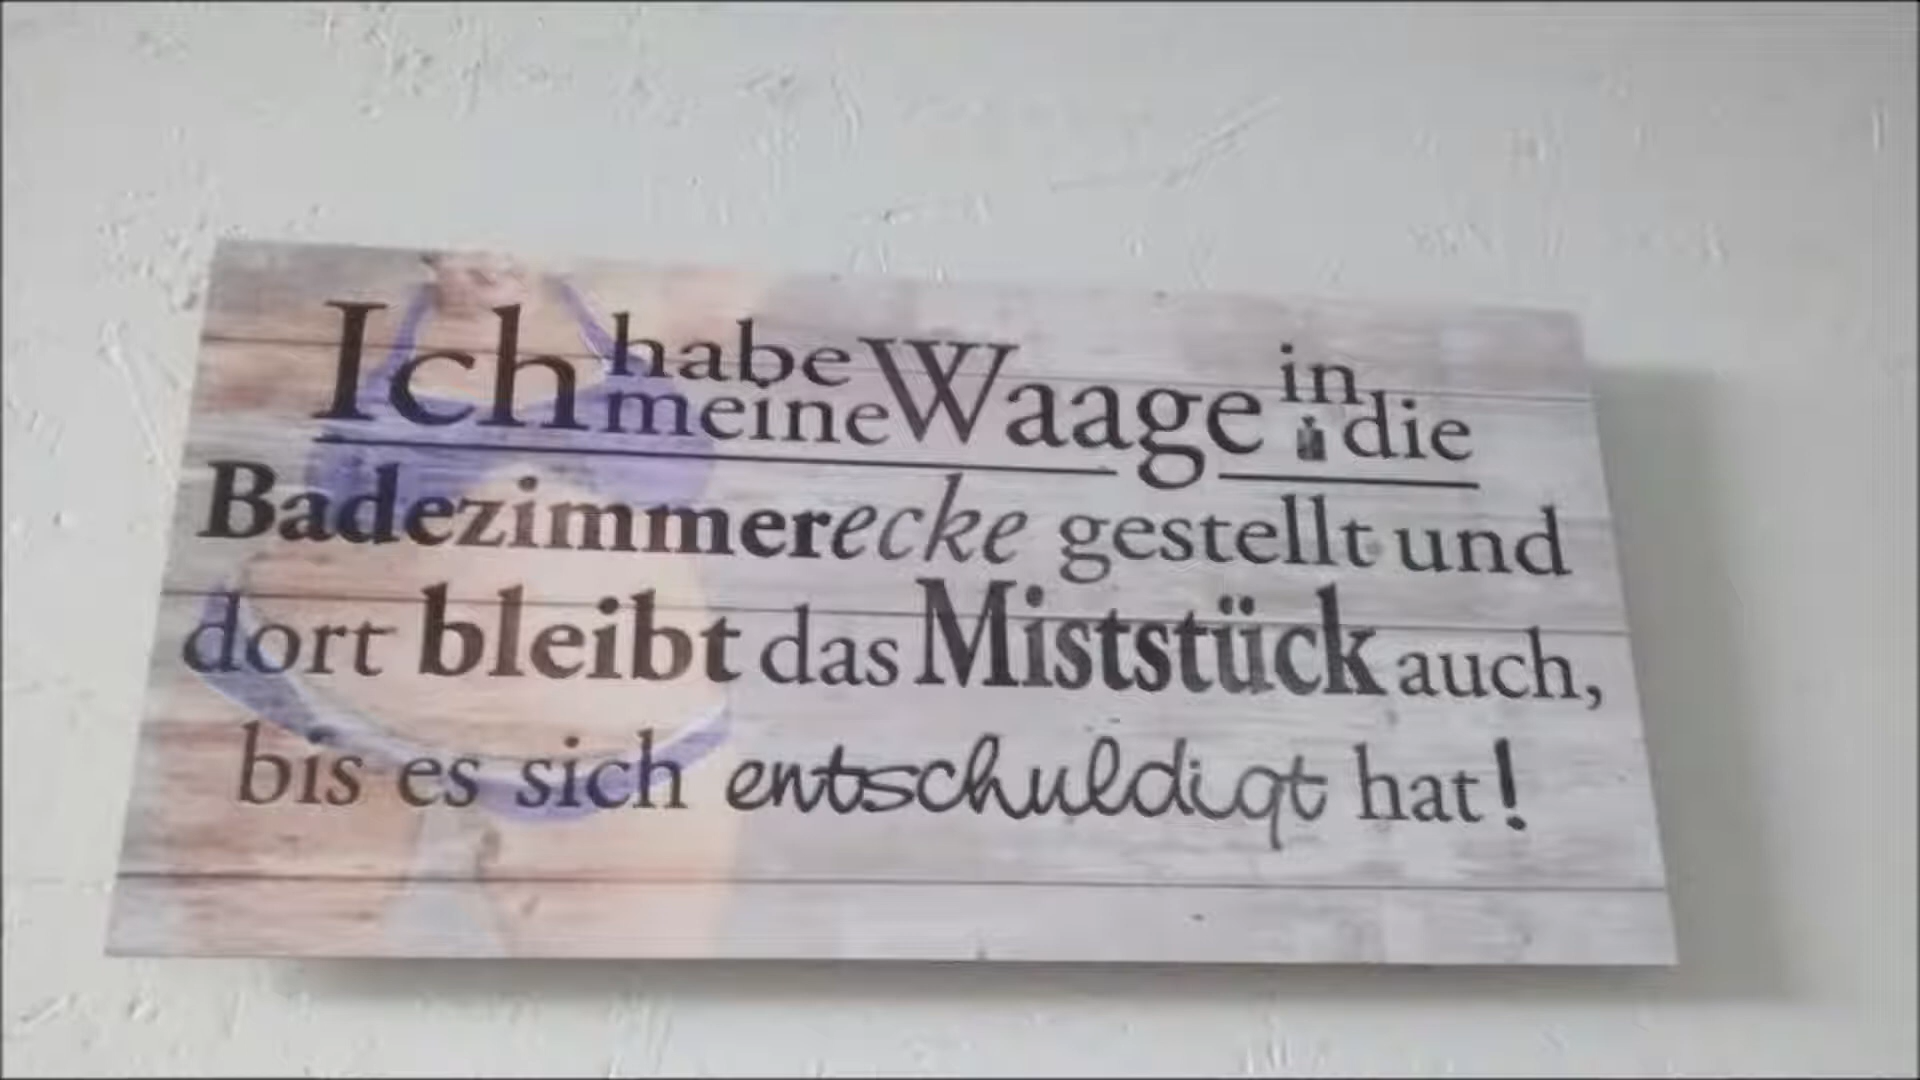 Ich habe meine Waage in die
Badezimmerecke gestellt und
dort bleibt das Miststück auch,
bis es sich entschuldigt hat!